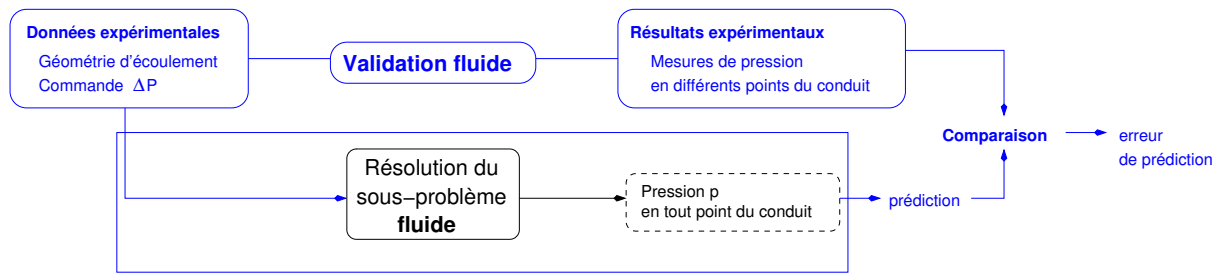 Données expérimentales
Géométrie d'écoulement
Commande ΔP
Validation fluide
Résultats expérimentaux
Mesures de pression
en différents points du conduit
Comparaison
erreur
de prédiction
Résolution du
sous−problème
fluide
Pression p
en tout point du conduit
prédiction